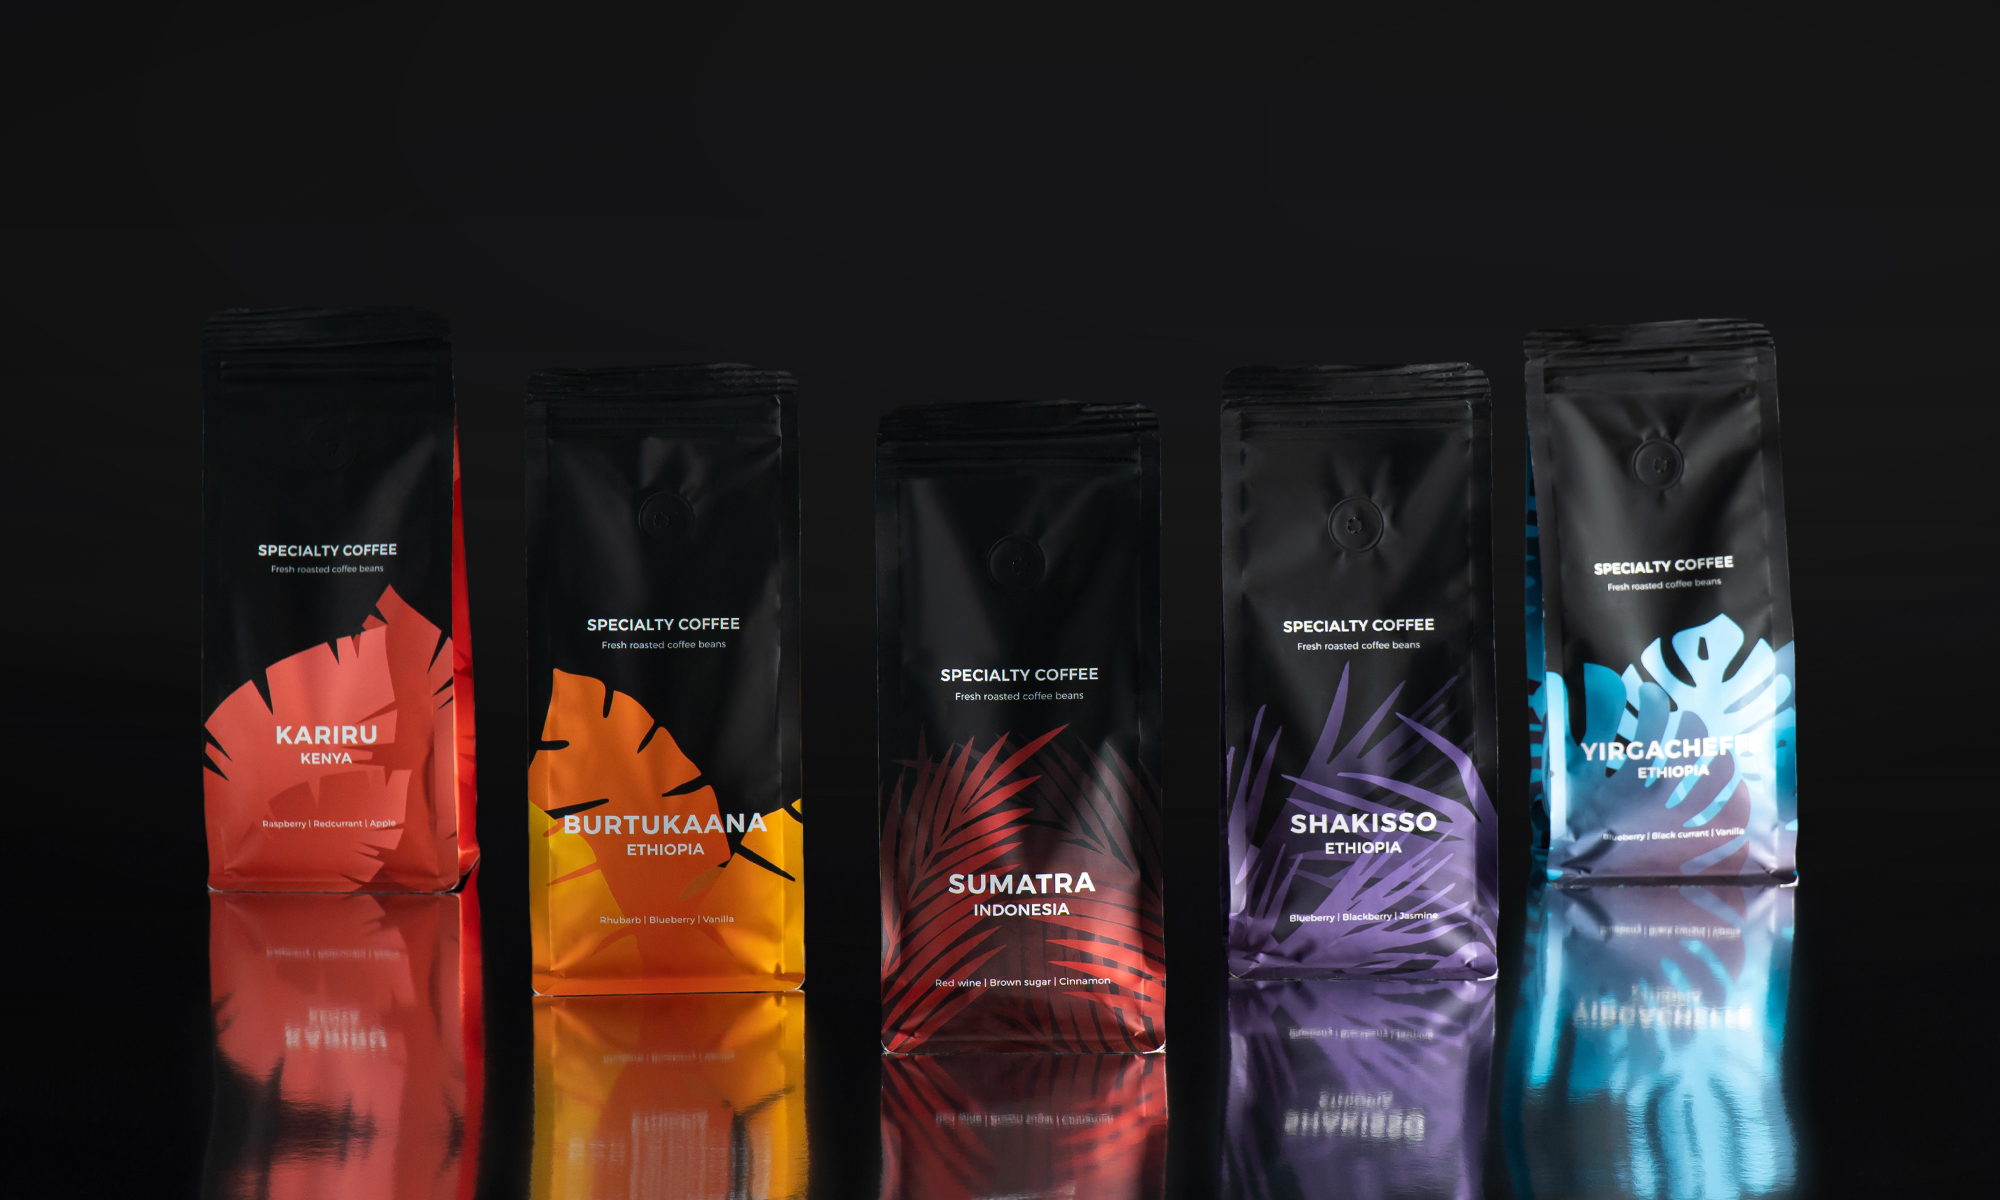 SPECIALTY COFFEE
Fresh roasted coffee beans
KARIRU
KENYA
Raspberry | Redcurrant | Apple
SPECIALTY COFFEE
Fresh roasted coffee beans
BURTUKAANA
ETHIOPIA
Rhubarb | Blueberry | Vanilla
SPECIALTY COFFEE
Fresh roasted coffee beans
SUMATRA
INDONESIA
Red wine | Brown sugar | Cinnamon
SPECIALTY COFFEE
Fresh roasted coffee beans
SHAKISSO
ETHIOPIA
Blueberry | Blackberry | Jasmine
SPECIALTY COFFEE
Fresh roasted coffee beans
YIRGACHEFFE
ETHIOPIA
Blueberry | Black currant | Vanilla